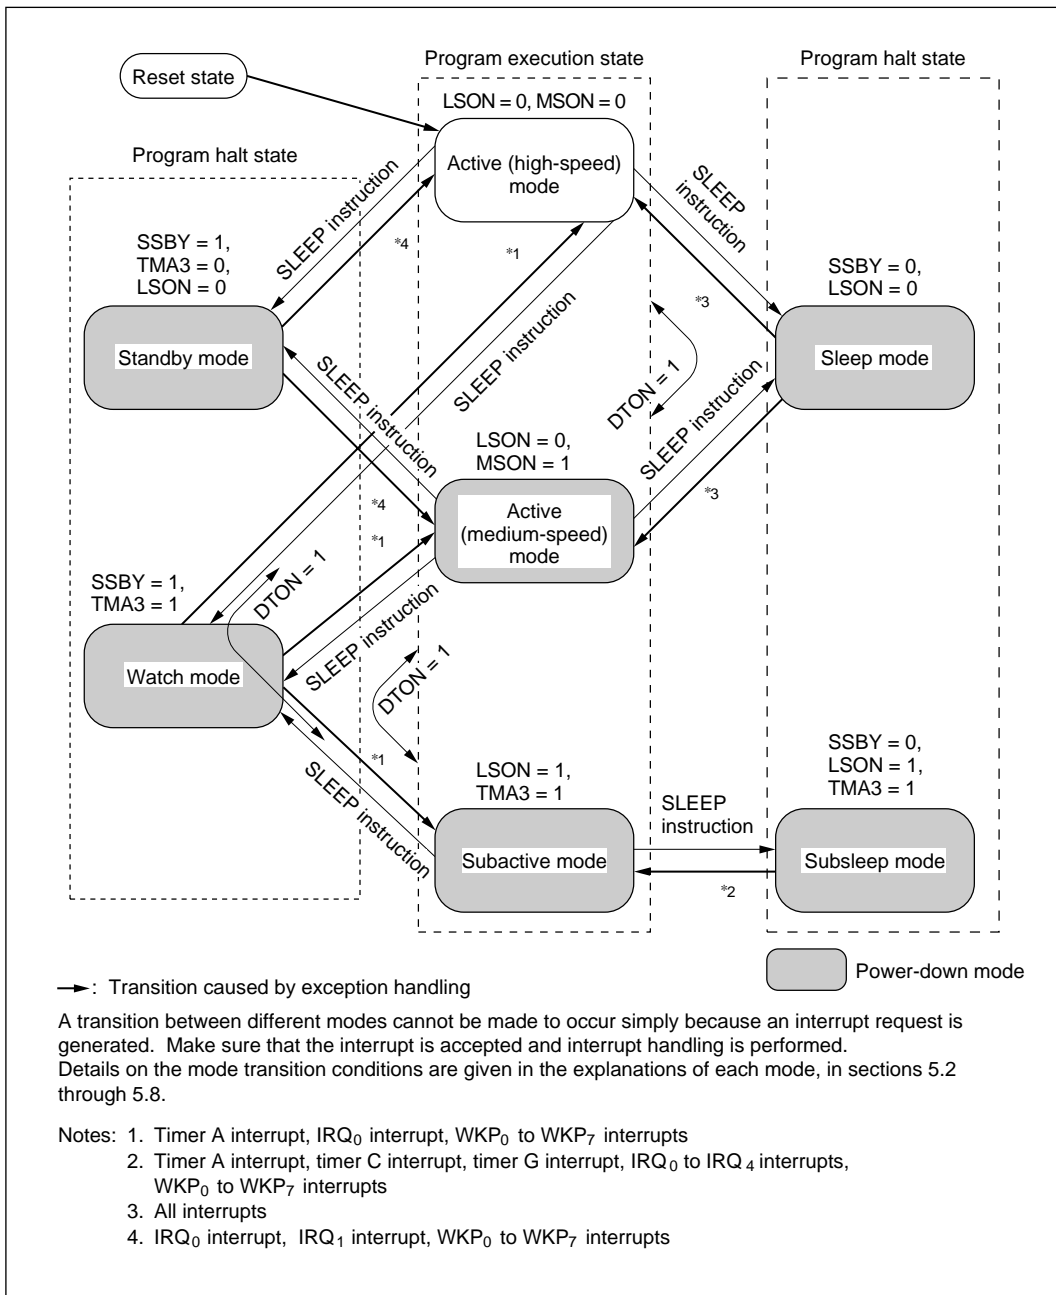 Program execution state
Program halt state
Reset state
LSON = 0, MSON = 0
Program halt state
Active (high-speed)
mode
SLEEP instruction
SLEEP
instruction
*4
*1
SSBY = 1,
TMA3 = 0,
LSON = 0
SSBY = 0,
LSON = 0
*3
Standby mode
SLEEP instruction
SLEEP instruction
DTON = 1
Sleep mode
SLEEP instruction
LSON = 0,
MSON = 1
*4
*3
Active
(medium-speed)
mode
*1
SSBY = 1,
TMA3 = 1
DTON = 1
SLEEP instruction
Watch mode
DTON = 1
*1
SLEEP instruction
LSON = 1,
TMA3 = 1
SSBY = 0,
LSON = 1,
TMA3 = 1
SLEEP
instruction
Subactive mode
Subsleep mode
*2
Power-down mode
: Transition caused by exception handling
A transition between different modes cannot be made to occur simply because an interrupt request is
generated. Make sure that the interrupt is accepted and interrupt handling is performed.
Details on the mode transition conditions are given in the explanations of each mode, in sections 5.2
through 5.8.
Notes: 1. Timer A interrupt, IRQ0 interrupt, WKP0 to WKP7 interrupts
2. Timer A interrupt, timer C interrupt, timer G interrupt, IRQ0 to IRQ4 interrupts,
WKP0 to WKP7 interrupts
3. All interrupts
4. IRQ0 interrupt, IRQ1 interrupt, WKP0 to WKP7 interrupts